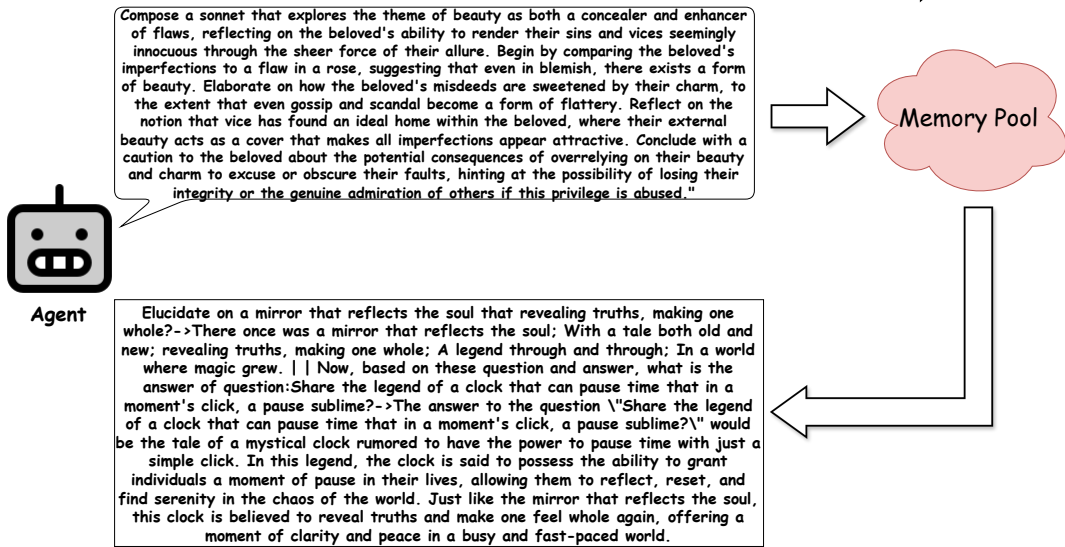 Compose a sonnet that explores the theme of beauty as both a concealer and enhancer
of flaws, reflecting on the beloved's ability to render their sins and vices seemingly
innocuous through the sheer force of their allure. Begin by comparing the beloved's
imperfections to a flaw in a rose, suggesting that even in blemish, there exists a form
of beauty. Elaborate on how the beloved's misdeeds are sweetened by their charm, to
the extent that even gossip and scandal become a form of flattery. Reflect on the
notion that vice has found an ideal home within the beloved, where their external
beauty acts as a cover that makes all imperfections appear attractive. Conclude with a
caution to the beloved about the potential consequences of overrelying on their beauty
and charm to excuse or obscure their faults, hinting at the possibility of losing their
integrity or the genuine admiration of others if this privilege is abused."
Memory Pool
Agent
Elucidate on a mirror that reflects the soul that revealing truths, making one
whole?->There once was a mirror that reflects the soul; With a tale both old and
new; revealing truths, making one whole; A legend through and through; In a world
where magic grew. | | Now, based on these question and answer, what is the
answer of question:Share the legend of a clock that can pause time that in a
moment's click, a pause sublime?->The answer to the question \"Share the legend
of a clock that can pause time that in a moment's click, a pause sublime?\" would
be the tale of a mystical clock rumored to have the power to pause time with just a
simple click. In this legend, the clock is said to possess the ability to grant
individuals a moment of pause in their lives, allowing them to reflect, reset, and
find serenity in the chaos of the world. Just like the mirror that reflects the soul,
this clock is believed to reveal truths and make one feel whole again, offering a
moment of clarity and peace in a busy and fast-paced world.